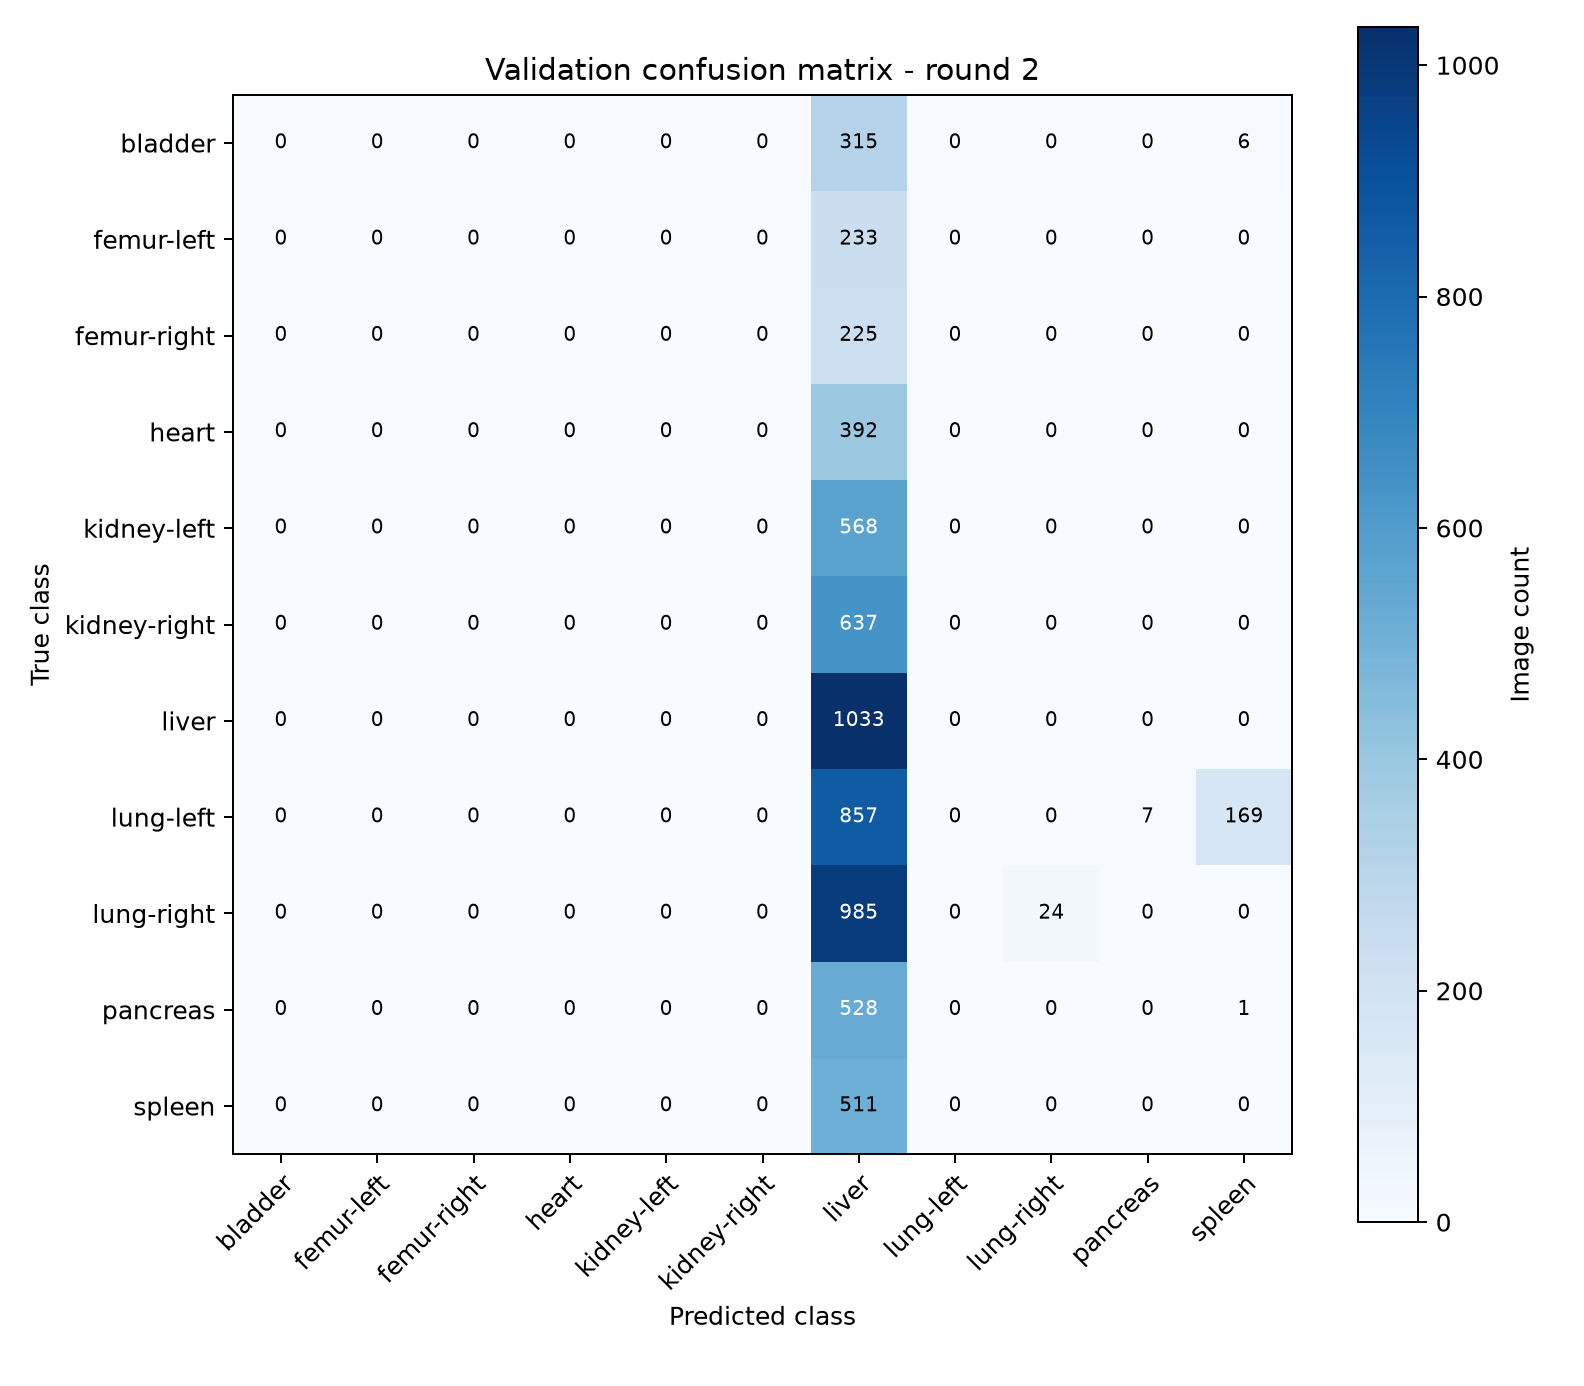 Validation confusion matrix - round 2
True class
bladder 0 0 0 0 0 0 315 0 0 0 6
femur-left 0 0 0 0 0 0 233 0 0 0 0
femur-right 0 0 0 0 0 0 225 0 0 0 0
heart 0 0 0 0 0 0 392 0 0 0 0
kidney-left 0 0 0 0 0 0 568 0 0 0 0
kidney-right 0 0 0 0 0 0 637 0 0 0 0
liver 0 0 0 0 0 0 1033 0 0 0 0
lung-left 0 0 0 0 0 0 857 0 0 7 169
lung-right 0 0 0 0 0 0 985 0 24 0 0
pancreas 0 0 0 0 0 0 528 0 0 0 1
spleen 0 0 0 0 0 0 511 0 0 0 0
bladder femur-left femur-right heart kidney-left kidney-right liver lung-left lung-right pancreas spleen
Predicted class
1000
800
600
400
200
0
Image count